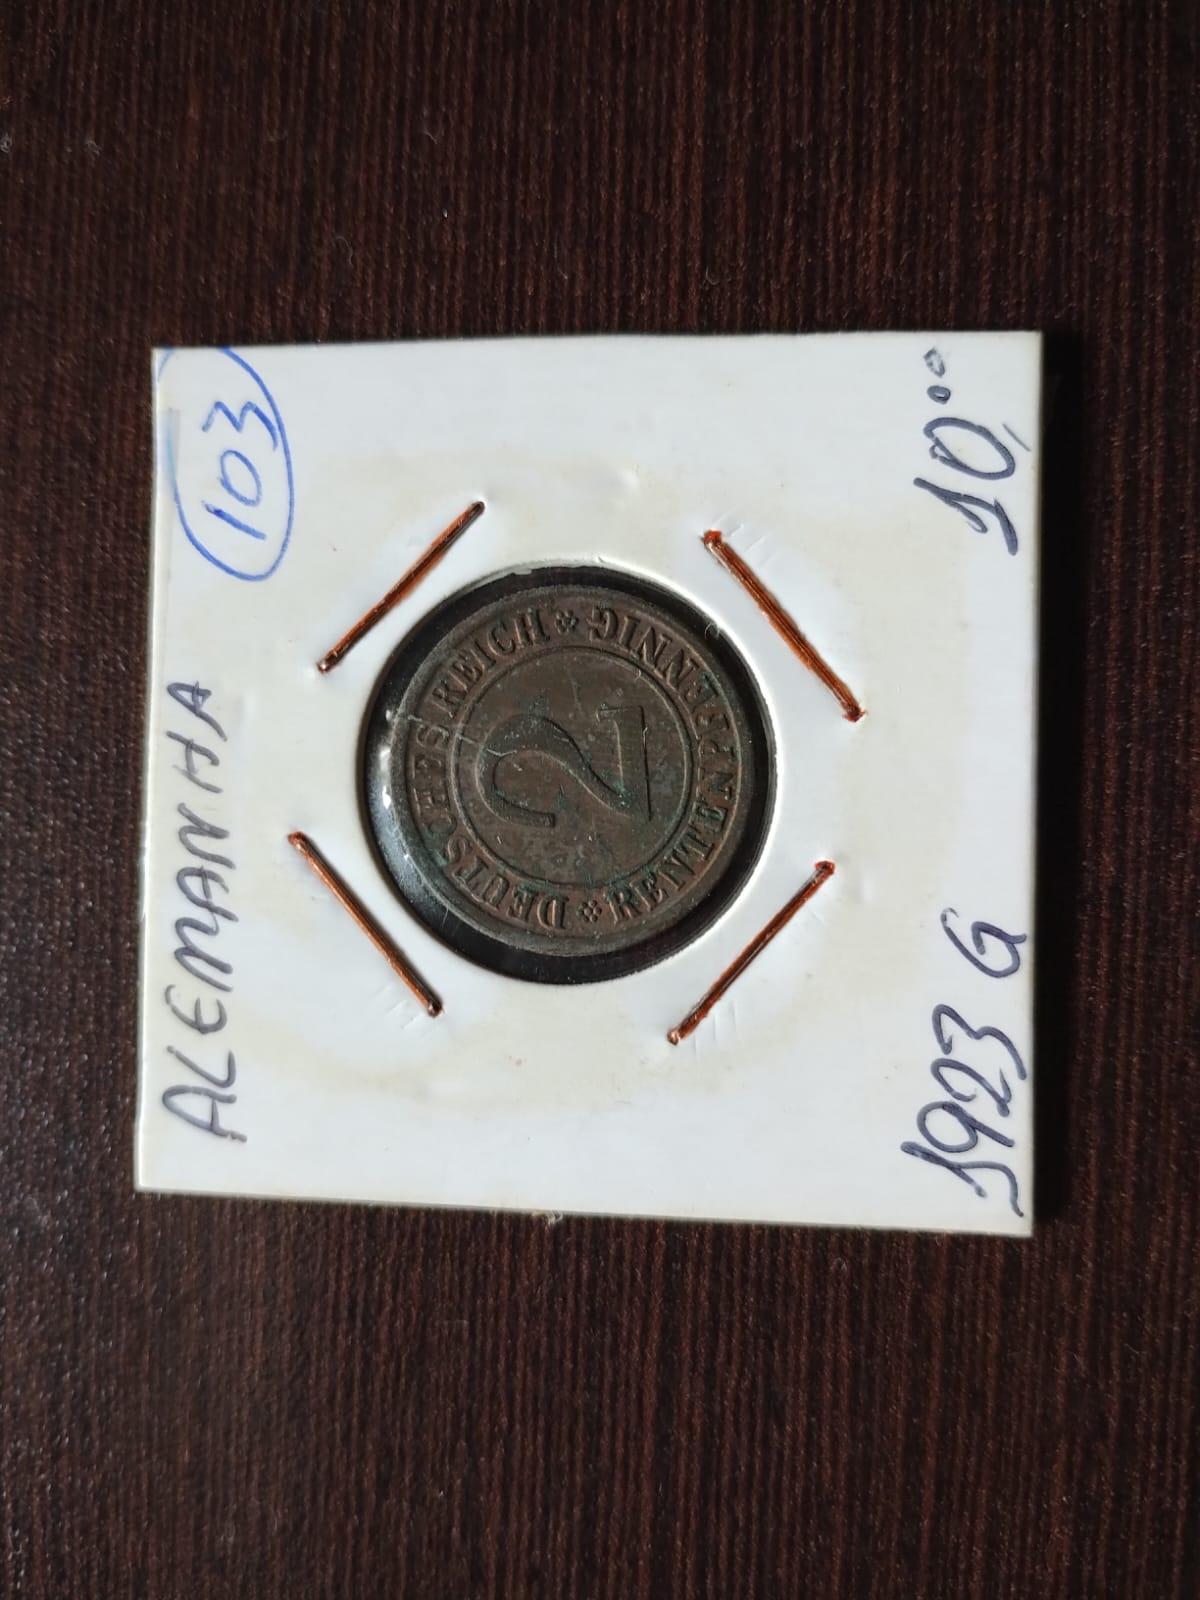 103
ALEMANHA
DEUTSCHES REICH
2
RENTENPFENNIG
10,00
1923 G